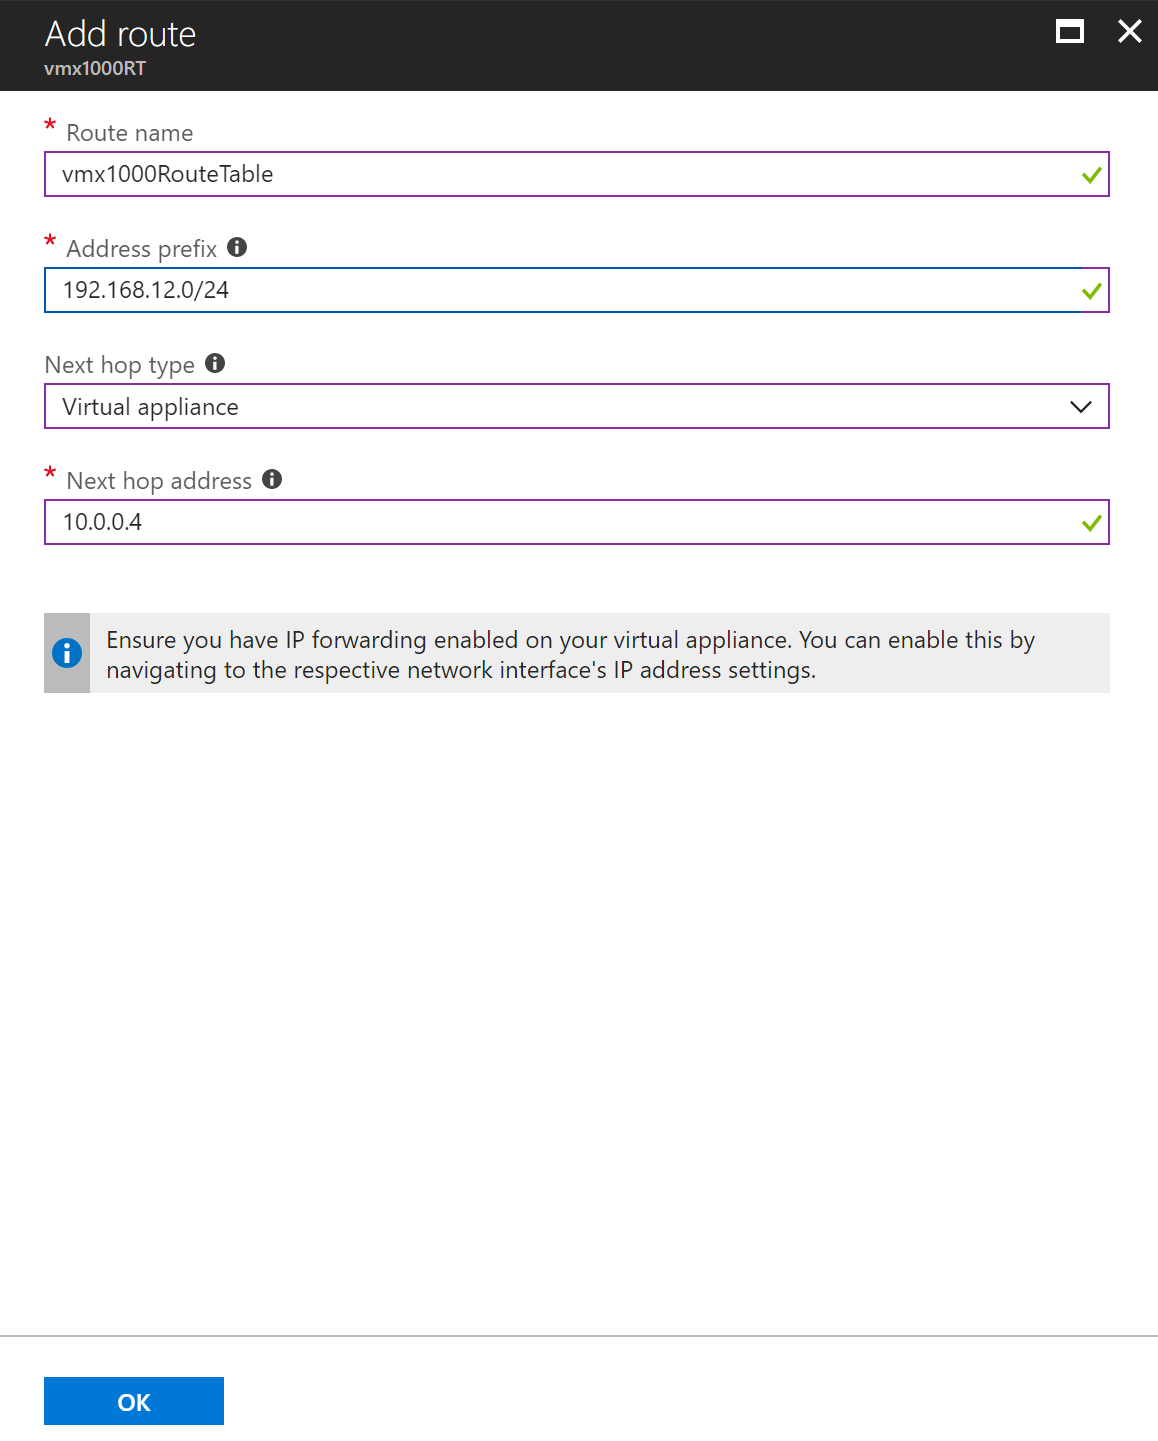 Add route
vmx1000RT
* Route name
vmx1000RouteTable
* Address prefix
192.168.12.0/24
Next hop type
Virtual appliance
* Next hop address
10.0.0.4
Ensure you have IP forwarding enabled on your virtual appliance. You can enable this by
navigating to the respective network interface's IP address settings.
OK